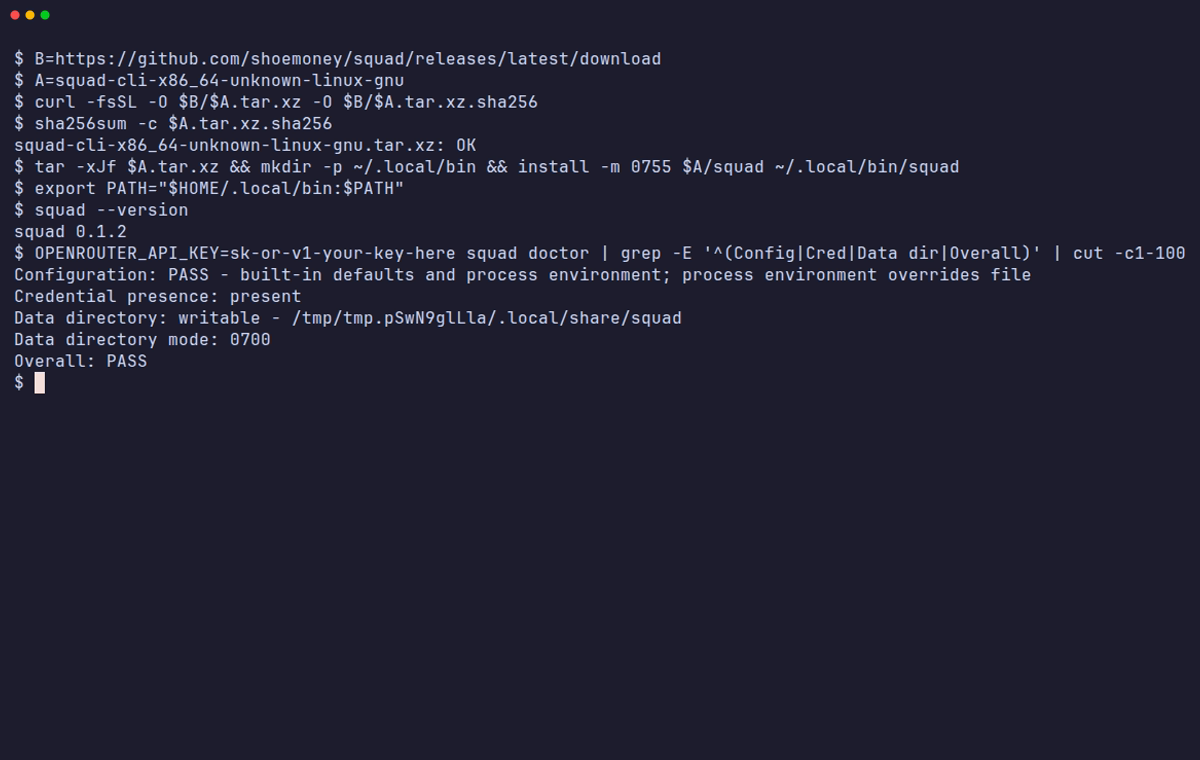 $ B=https://github.com/shoemoney/squad/releases/latest/download
$ A=squad-cli-x86_64-unknown-linux-gnu
$ curl -fsSL -O $B/$A.tar.xz -O $B/$A.tar.xz.sha256
$ sha256sum -c $A.tar.xz.sha256
squad-cli-x86_64-unknown-linux-gnu.tar.xz: OK
$ tar -xJf $A.tar.xz && mkdir -p ~/.local/bin && install -m 0755 $A/squad ~/.local/bin/squad
$ export PATH="$HOME/.local/bin:$PATH"
$ squad --version
squad 0.1.2
$ OPENROUTER_API_KEY=sk-or-v1-your-key-here squad doctor | grep -E '^(Config|Cred|Data dir|Overall)' | cut -c1-100
Configuration: PASS - built-in defaults and process environment; process environment overrides file
Credential presence: present
Data directory: writable - /tmp/tmp.pSwN9glLla/.local/share/squad
Data directory mode: 0700
Overall: PASS
$